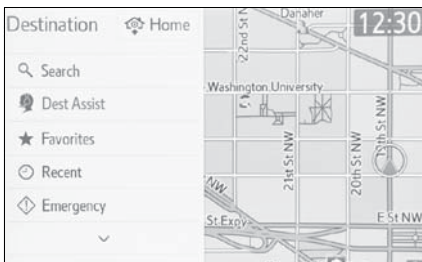 Destination
Home
Search
Dest Assist
Favorites
Recent
Emergency
12:30
Danaher
22nd St N
Washington University
21st St NW
20th St NW
th St NW
NW
St Expy
E St NW